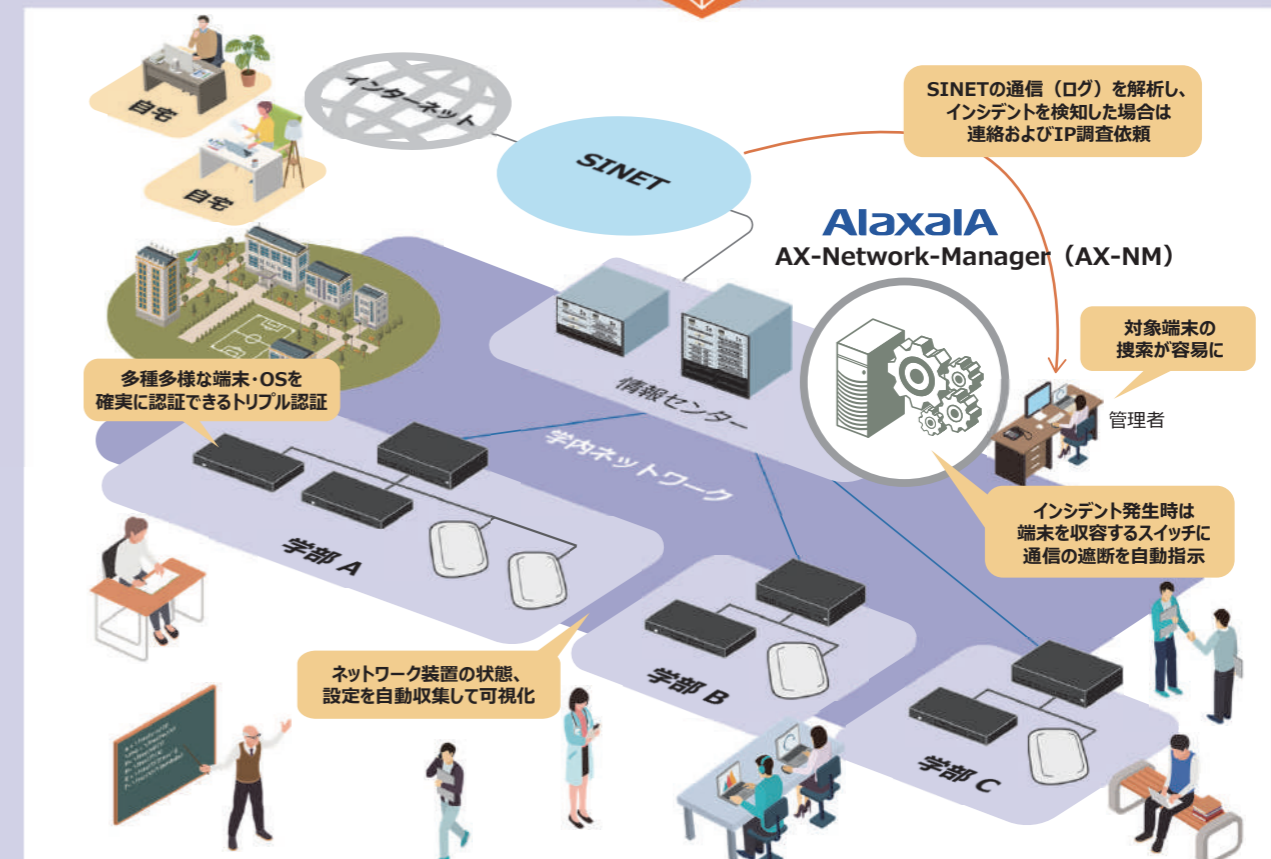 自宅
自宅
インターネット
SINET
SINETの通信(ログ)を解析し、
インシデントを検知した場合は
連絡およびIP調査依頼
AlaxalA
AX-Network-Manager(AX-NM)
対象端末の
捜索が容易に
管理者
多種多様な端末・OSを
確実に認証できるトリプル認証
情報センター
学内ネットワーク
インシデント発生時は
端末を収容するスイッチに
通信の遮断を自動指示
学部 A
ネットワーク装置の状態、
設定を自動収集して可視化
学部 B
学部 C